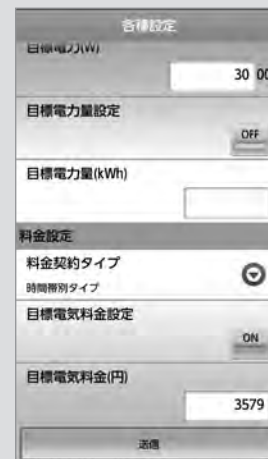 各種設定
目標電力(W)
30 00
目標電力量設定
OFF
目標電力量(kWh)
料金設定
料金契約タイプ
時間帯別タイプ
目標電気料金設定
ON
目標電気料金(円)
3579
送信